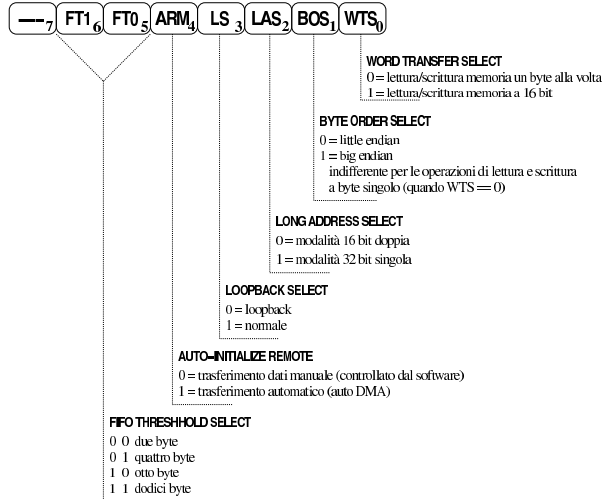 —–7 FT16 FT05 ARM4 LS3 LAS2 BOS1 WTS0
WORD TRANSFER SELECT
0 = lettura/scrittura memoria un byte alla volta
1 = lettura/scrittura memoria a 16 bit
BYTE ORDER SELECT
0 = little endian
1 = big endian
indifferente per le operazioni di lettura e scrittura
a byte singolo (quando WTS == 0)
LONG ADDRESS SELECT
0 = modalità 16 bit doppia
1 = modalità 32 bit singola
LOOPBACK SELECT
0 = loopback
1 = normale
AUTO–INITIALIZE REMOTE
0 = trasferimento dati manuale (controllato dal software)
1 = trasferimento automatico (auto DMA)
FIFO THRESHHOLD SELECT
0 0 due byte
0 1 quattro byte
1 0 otto byte
1 1 dodici byte